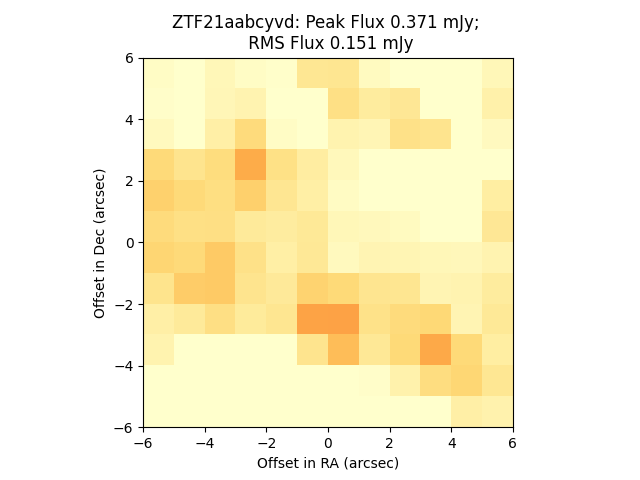 ZTF21aabcyvd: Peak Flux 0.371 mJy;
RMS Flux 0.151 mJy
6
4
2
0
−2
−4
−6
Offset in Dec (arcsec)
−6 −4 −2 0 2 4 6
Offset in RA (arcsec)